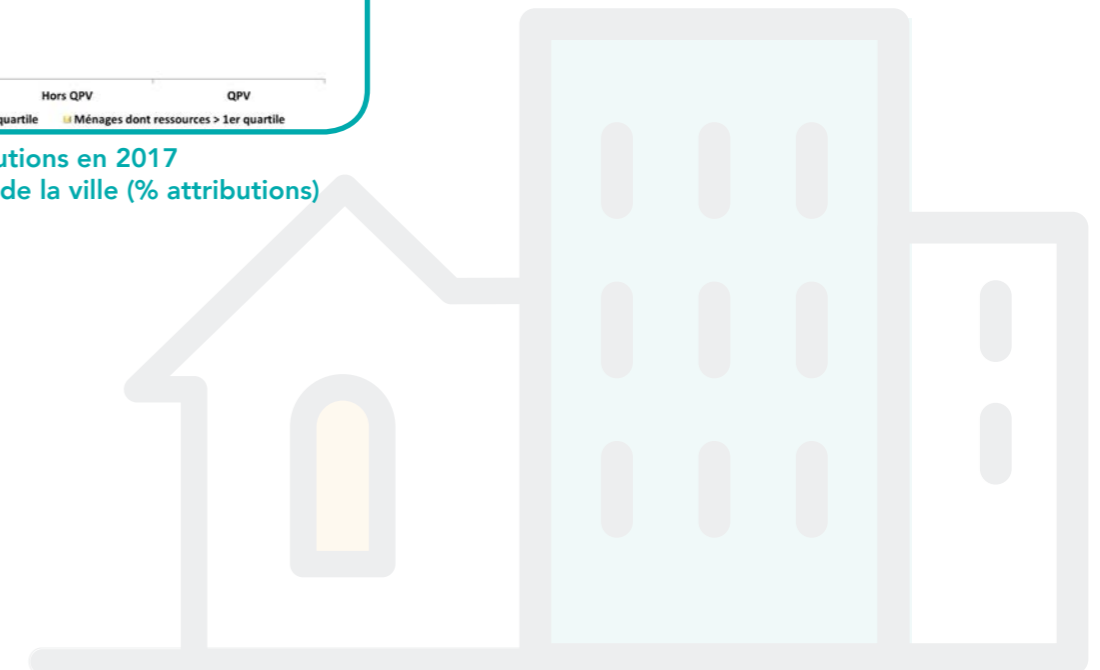 Hors QPV QPV
quartile Ménages dont ressources > 1er quartile
utions en 2017
de la ville (% attributions)